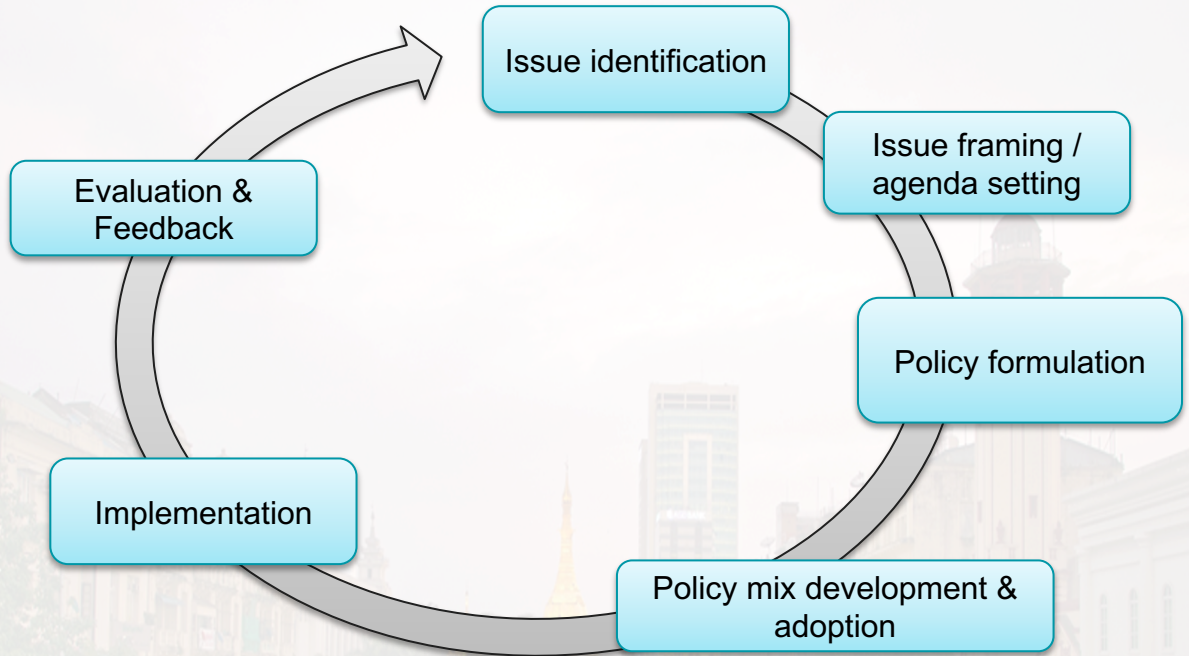 Issue identification
Issue framing /
agenda setting
Policy formulation
Policy mix development &
adoption
Implementation
Evaluation &
Feedback